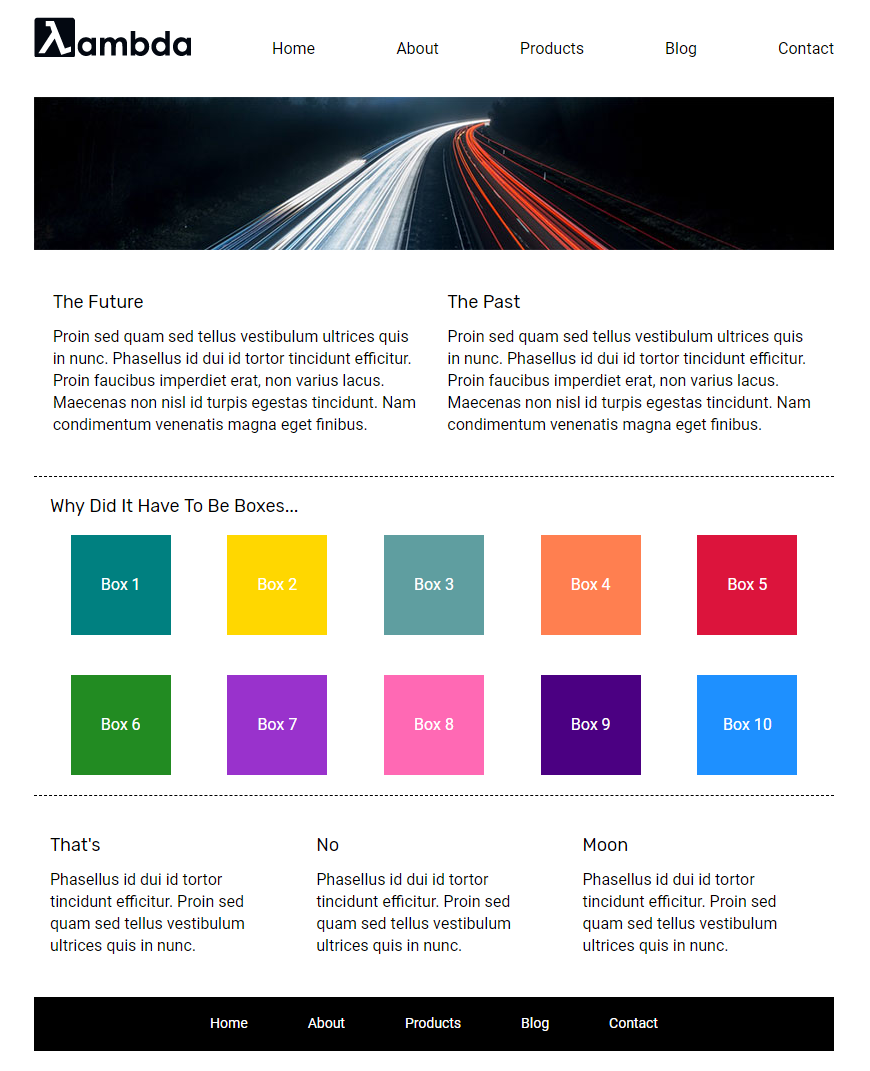 λambda
Home
About
Products
Blog
Contact
The Future
Proin sed quam sed tellus vestibulum ultrices quis
in nunc. Phasellus id dui id tortor tincidunt efficitur.
Proin faucibus imperdiet erat, non varius lacus.
Maecenas non nisl id turpis egestas tincidunt. Nam
condimentum venenatis magna eget finibus.
The Past
Proin sed quam sed tellus vestibulum ultrices quis
in nunc. Phasellus id dui id tortor tincidunt efficitur.
Proin faucibus imperdiet erat, non varius lacus.
Maecenas non nisl id turpis egestas tincidunt. Nam
condimentum venenatis magna eget finibus.
Why Did It Have To Be Boxes...
Box 1
Box 2
Box 3
Box 4
Box 5
Box 6
Box 7
Box 8
Box 9
Box 10
That's
Phasellus id dui id tortor
tincidunt efficitur. Proin sed
quam sed tellus vestibulum
ultrices quis in nunc.
No
Phasellus id dui id tortor
tincidunt efficitur. Proin sed
quam sed tellus vestibulum
ultrices quis in nunc.
Moon
Phasellus id dui id tortor
tincidunt efficitur. Proin sed
quam sed tellus vestibulum
ultrices quis in nunc.
Home
About
Products
Blog
Contact